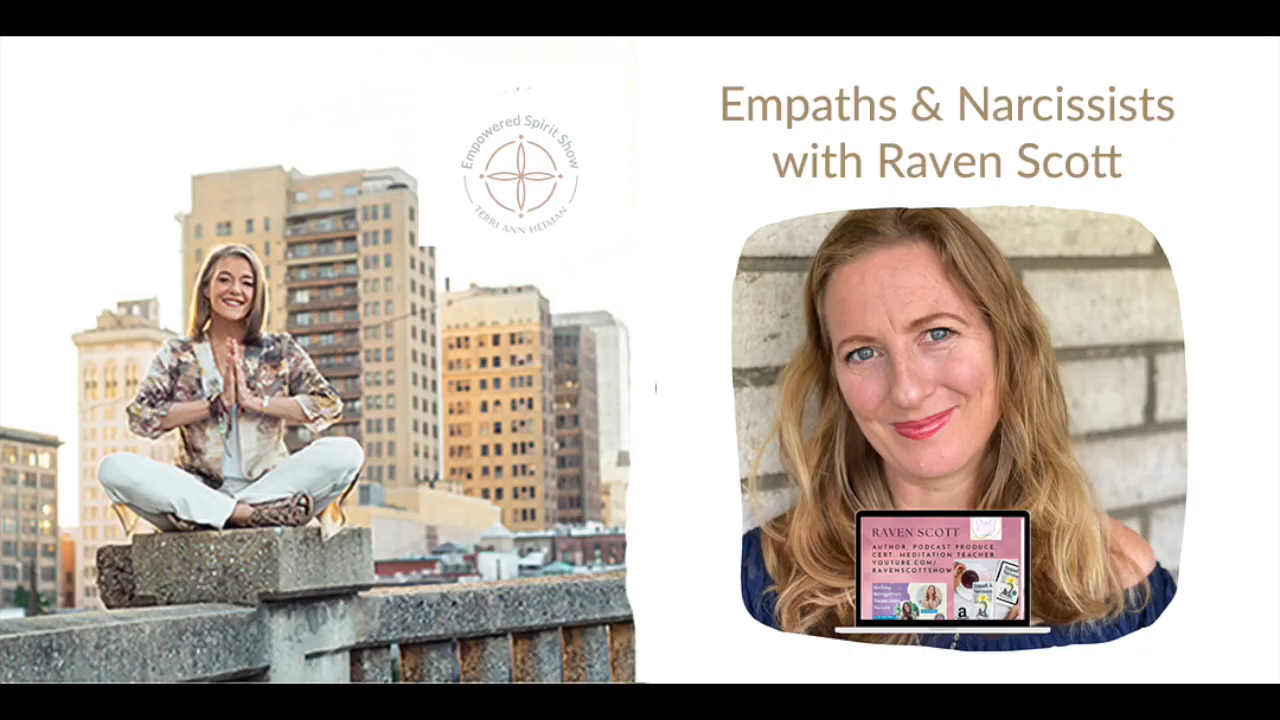 Empowered Spirit Show
TERRI ANN HEIMAN
Empaths & Narcissists
with Raven Scott
RAVEN SCOTT
AUTHOR, PODCAST PRODUCE,
CERT. MEDITATION TEACHER
YOUTUBE.COM/
RAVENSCOTTSHOW